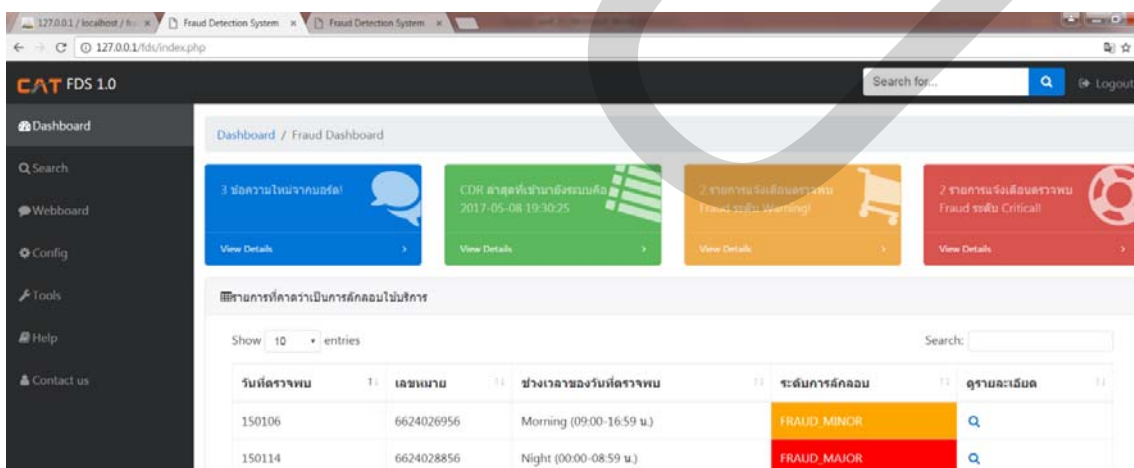 127.0.0.1 / localhost / fr
Fraud Detection System
Fraud Detection System
127.0.0.1/fds/index.php
CAT FDS 1.0
Search for...
Logout
Dashboard
Search
Webboard
Config
Tools
Help
Contact us
Dashboard / Fraud Dashboard
3 ข้อความใหม่จากบอร์ด!
View Details
CDR ล่าสุดที่เข้ามายังระบบคือ
2017-05-08 19:30:25
View Details
2 รายการแจ้งเตือนตรวจพบ
Fraud ระดับ Warning!
View Details
2 รายการแจ้งเตือนตรวจพบ
Fraud ระดับ Critical!
View Details
รายการที่คาดว่าเป็นการลักลอบใช้บริการ
Show 10 entries
Search:
วันที่ตรวจพบ เลขหมาย ช่วงเวลาของวันที่ตรวจพบ ระดับการลักลอบ ดูรายละเอียด
150106 6624026956 Morning (09:00-16:59 น.) FRAUD_MINOR
150114 6624028856 Night (00:00-08:59 น.) FRAUD_MAJOR